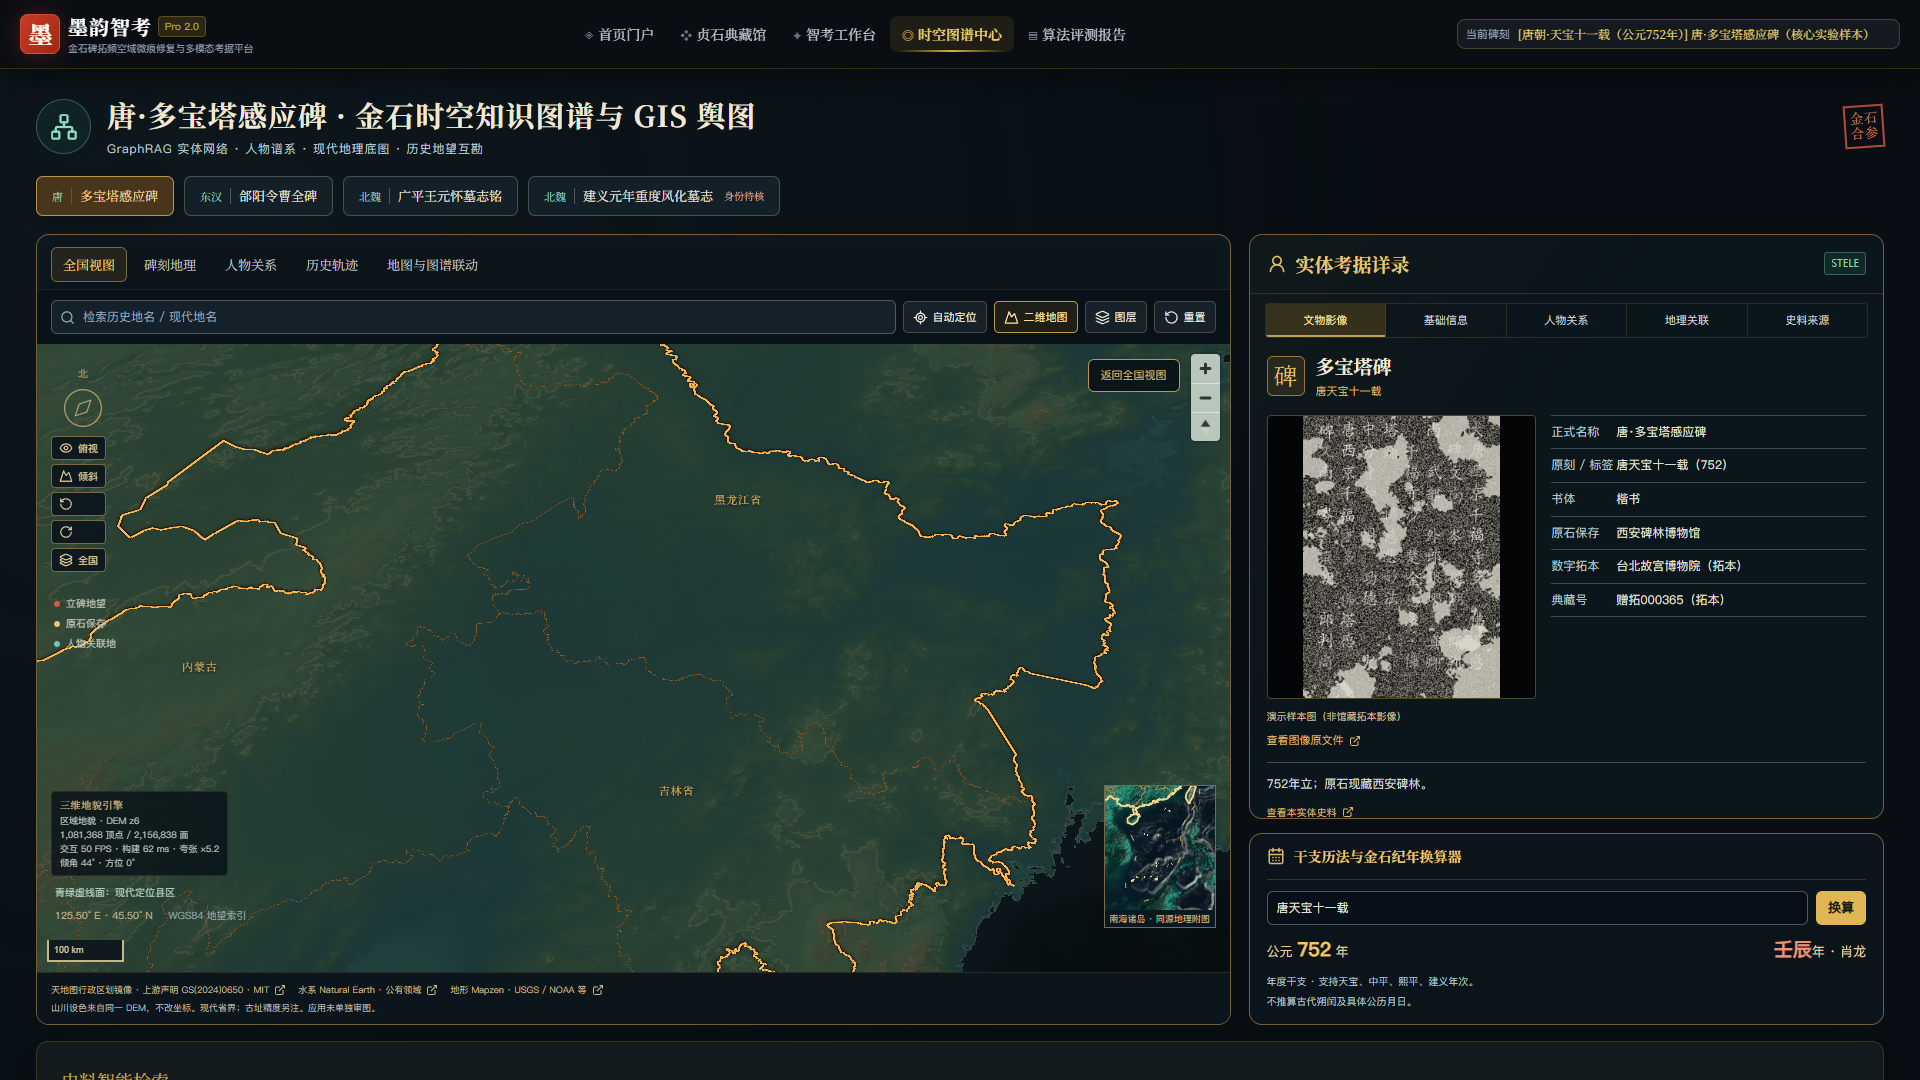 墨
墨韵智考
Pro 2.0
金石碑拓频空域微痕修复与多模态考据平台
首页门户
贞石典藏馆
智考工作台
时空图谱中心
算法评测报告
当前碑刻 [唐朝·天宝十一载（公元752年）] 唐·多宝塔感应碑（核心实验样本）
唐·多宝塔感应碑 · 金石时空知识图谱与 GIS 舆图
GraphRAG 实体网络 · 人物谱系 · 现代地理底图 · 历史地望互勘
金石
合参
唐 多宝塔感应碑
东汉 郃阳令曹全碑
北魏 广平王元怀墓志铭
北魏 建义元年重度风化墓志 身份待核
全国视图
碑刻地理
人物关系
历史轨迹
地图与图谱联动
检索历史地名 / 现代地名
自动定位
二维地图
图层
重置
北
俯视
倾斜
全国
立碑地望
原石保存
人物关联地
返回全国视图
黑龙江省
内蒙古
吉林省
三维地貌引擎
区域地貌 · DEM z6
1,081,368 顶点 / 2,156,838 面
交互 50 FPS · 构建 62 ms · 夸张 ×5.2
倾角 44° · 方位 0°
青绿虚线面：现代定位县区
125.50° E · 45.50° N WGS84 地望索引
100 km
南海诸岛 · 同源地理附图
天地图行政区划镜像 · 上游声明 GS(2024)0650 · MIT
水系 Natural Earth · 公有领域
地形 Mapzen · USGS / NOAA 等
山川设色来自同一 DEM，不改坐标。现代省界；古址精度另注。应用未单独审图。
实体考据详录
STELE
文物影像
基础信息
人物关系
地理关联
史料来源
碑
多宝塔碑
唐天宝十一载
正式名称 唐·多宝塔感应碑
原刻 / 标签 唐天宝十一载（752）
书体 楷书
原石保存 西安碑林博物馆
数字拓本 台北故宫博物院（拓本）
典藏号 赠拓000365（拓本）
演示样本图（非馆藏拓本影像）
查看图像原文件
752年立；原石现藏西安碑林。
查看本实体史料
干支历法与金石纪年换算器
唐天宝十一载
换算
公元 752 年
壬辰年 · 肖龙
年度干支 · 支持天宝、中平、熙平、建义年次。
不推算古代朔闰及具体公历月日。